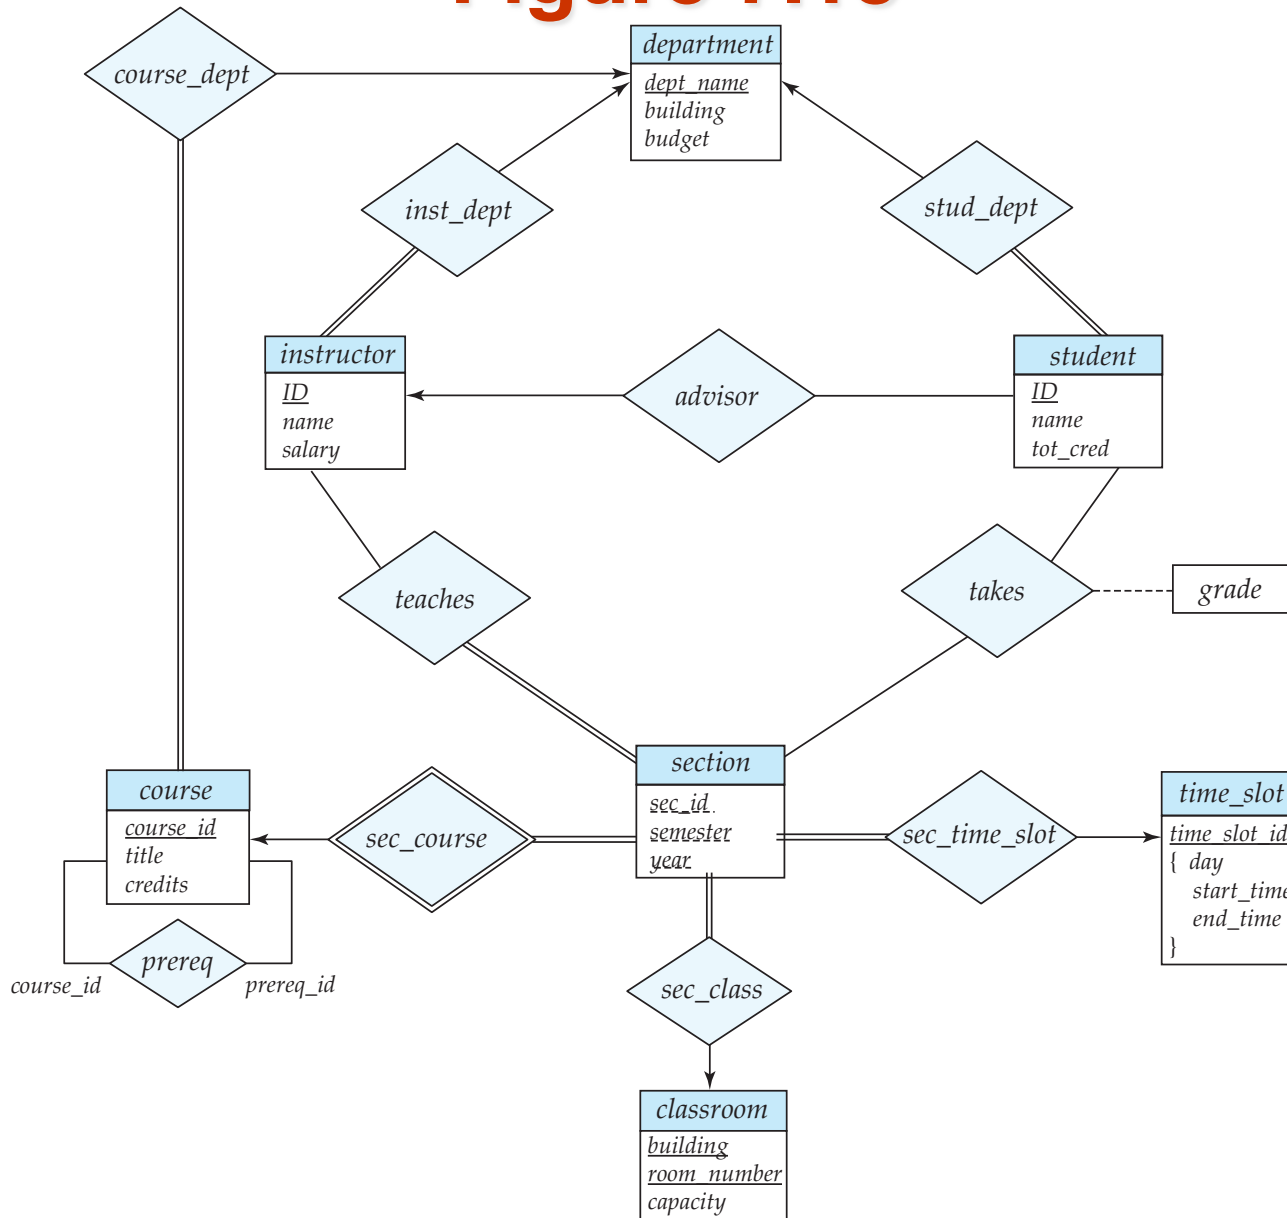 department
course_dept
dept_name
building
budget
inst_dept
stud_dept
instructor
ID
name
salary
advisor
student
ID
name
tot_cred
teaches
takes
grade
section
sec_id
semester
year
course
course_id
title
credits
sec_course
sec_time_slot
time_slot
time_slot_id
{ day
start_time
end_time
}
prereq
course_id
prereq_id
sec_class
classroom
building
room_number
capacity